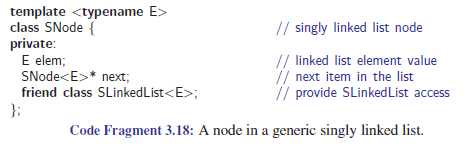 template <typename E>
class SNode { // singly linked list node
private:
E elem; // linked list element value
SNode<E>* next; // next item in the list
friend class SLinkedList<E>; // provide SLinkedList access
};
Code Fragment 3.18: A node in a generic singly linked list.